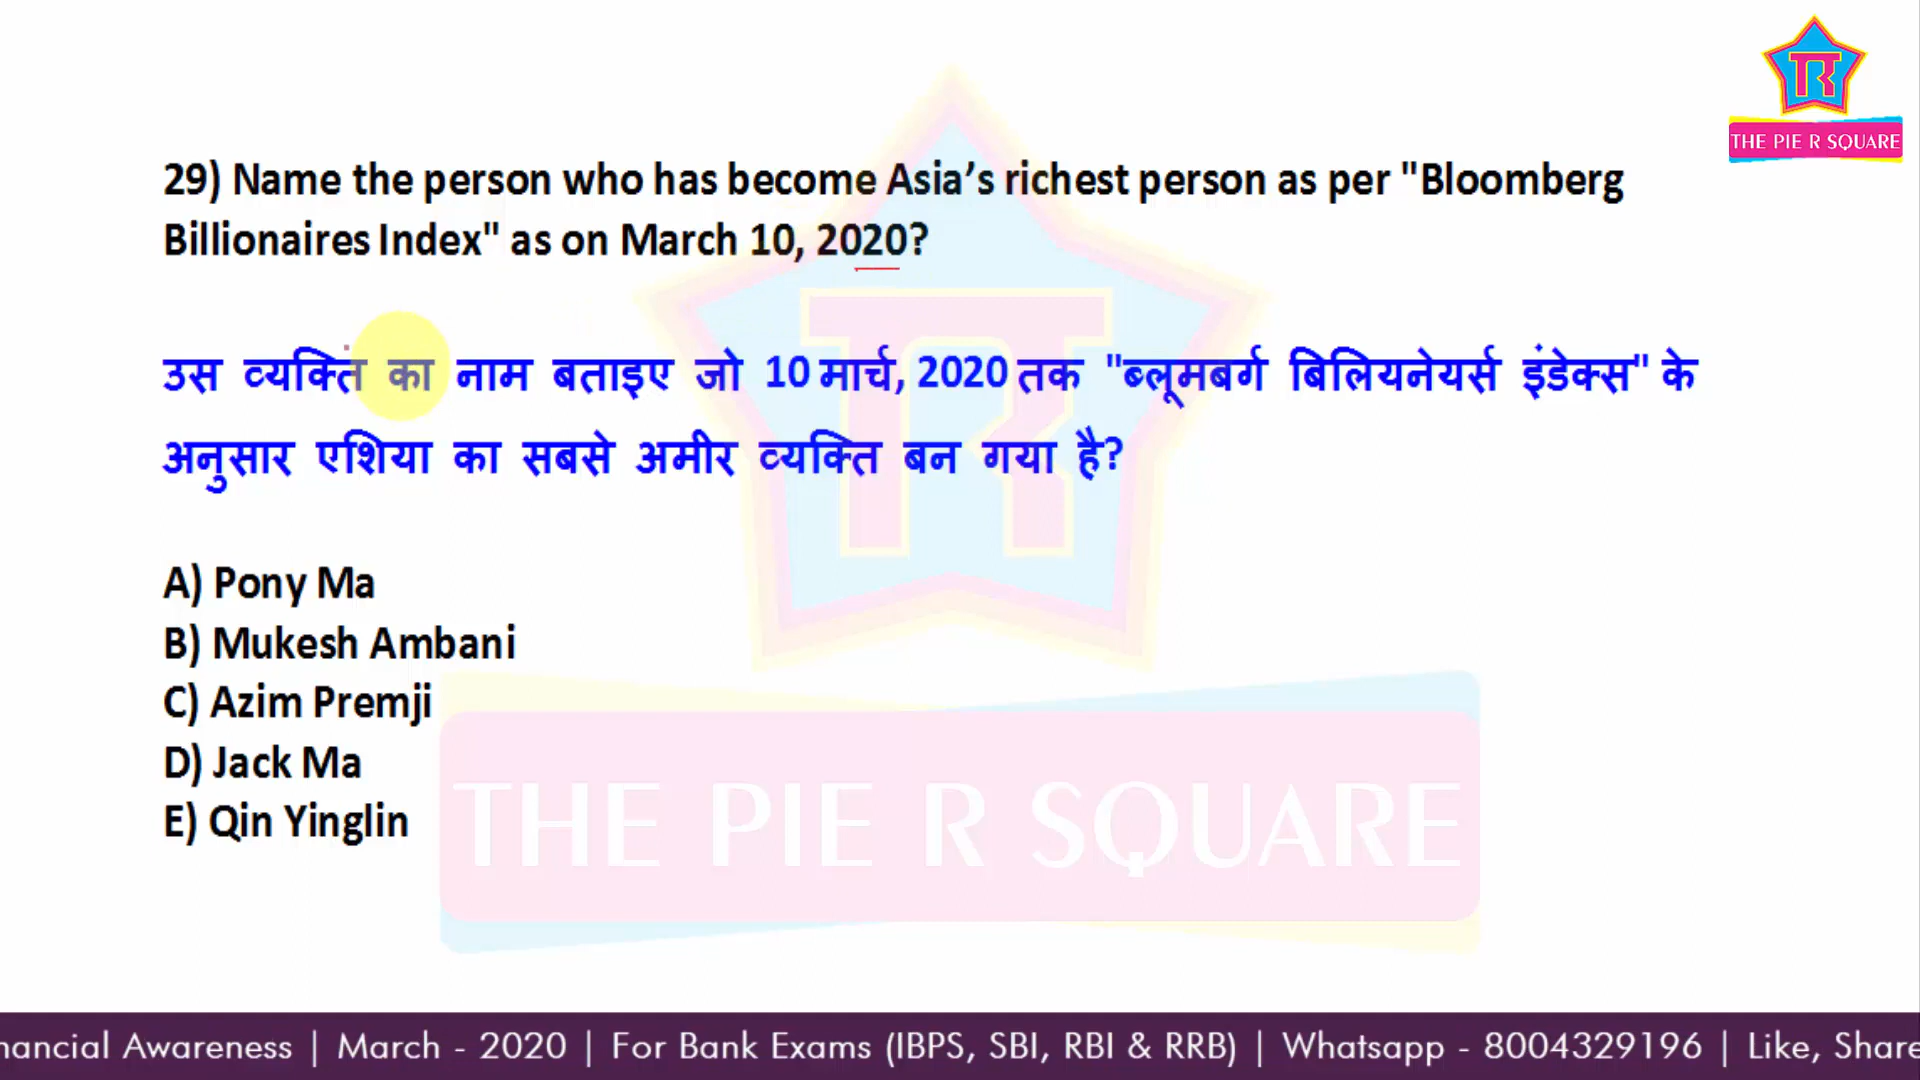 THE PIE R SQUARE
29) Name the person who has become Asia’s richest person as per "Bloomberg
Billionaires Index" as on March 10, 2020?
उस व्यक्ति का नाम बताइए जो 10 मार्च, 2020 तक "ब्लूमबर्ग बिलियनेयर्स इंडेक्स" के
अनुसार एशिया का सबसे अमीर व्यक्ति बन गया है?
A) Pony Ma
B) Mukesh Ambani
C) Azim Premji
D) Jack Ma
E) Qin Yinglin
THE PIE R SQUARE
nancial Awareness | March - 2020 | For Bank Exams (IBPS, SBI, RBI & RRB) | Whatsapp - 8004329196 | Like, Share